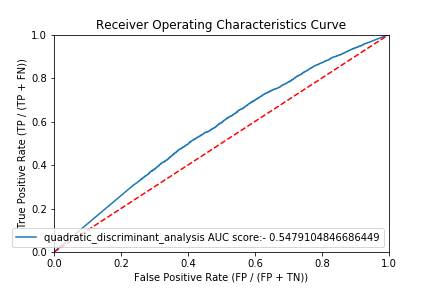 Receiver Operating Characteristics Curve
True Positive Rate (TP / (TP + FN))
1.0
0.8
0.6
0.4
0.2
0.0
quadratic_discriminant_analysis AUC score:- 0.5479104846686449
0.0 0.2 0.4 0.6 0.8 1.0
False Positive Rate (FP / (FP + TN))